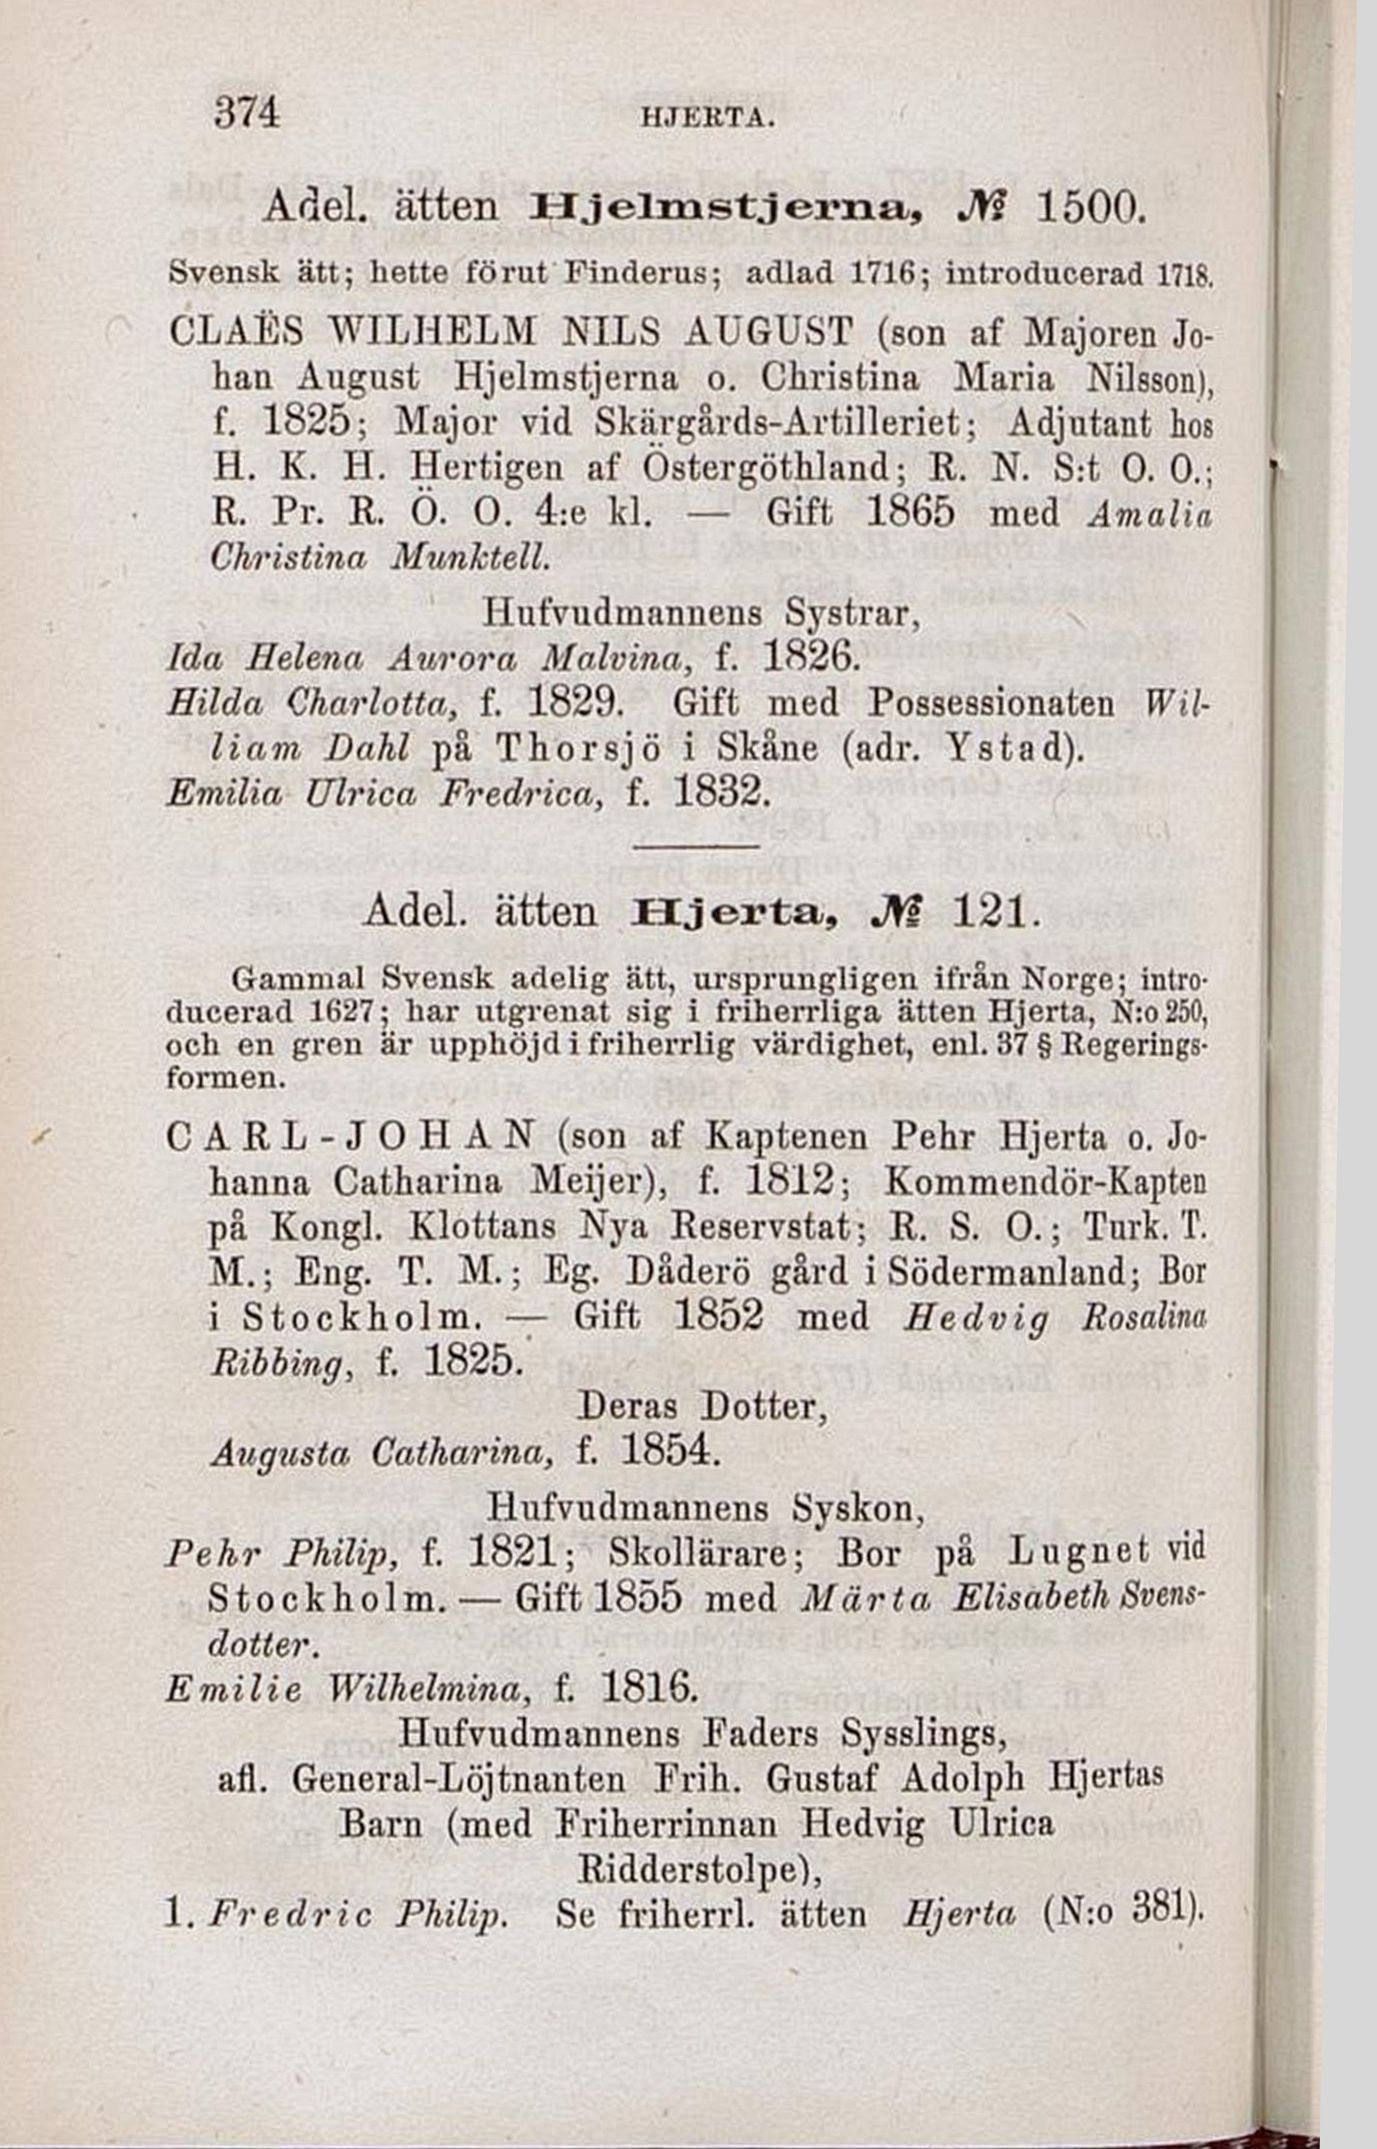 374 HJERTA.
Adel. ätten Hjelmstjerna, № 1500.
Svensk ätt; hette förut Finderus; adlad 1716; introducerad 1718.
CLAËS WILHELM NILS AUGUST (son af Majoren Jo-
han August Hjelmstjerna o. Christina Maria Nilsson),
f. 1825; Major vid Skärgårds-Artilleriet; Adjutant hos
H. K. H. Hertigen af Östergöthland; R. N. S:t O. O.;
R. Pr. R. Ö. O. 4:e kl. — Gift 1865 med Amalia
Christina Munktell.
Hufvudmannens Systrar,
Ida Helena Aurora Malvina, f. 1826.
Hilda Charlotta, f. 1829. Gift med Possessionaten Wil-
liam Dahl på Thorsjö i Skåne (adr. Ystad).
Emilia Ulrica Fredrica, f. 1832.
Adel. ätten Hjerta, № 121.
Gammal Svensk adelig ätt, ursprungligen ifrån Norge; intro-
ducerad 1627; har utgrenat sig i friherrliga ätten Hjerta, N:o 250,
och en gren är upphöjd i friherrlig värdighet, enl. 37 § Regerings-
formen.
CARL-JOHAN (son af Kaptenen Pehr Hjerta o. Jo-
hanna Catharina Meijer), f. 1812; Kommendör-Kapten
på Kongl. Klottans Nya Reservstat; R. S. O.; Turk. T.
M.; Eng. T. M.; Eg. Dåderö gård i Södermanland; Bor
i Stockholm. — Gift 1852 med Hedvig Rosalina
Ribbing, f. 1825.
Deras Dotter,
Augusta Catharina, f. 1854.
Hufvudmannens Syskon,
Pehr Philip, f. 1821; Skollärare; Bor på Lugnet vid
Stockholm. — Gift 1855 med Märta Elisabeth Svens-
dotter.
Emilie Wilhelmina, f. 1816.
Hufvudmannens Faders Sysslings,
afl. General-Löjtnanten Frih. Gustaf Adolph Hjertas
Barn (med Friherrinnan Hedvig Ulrica
Ridderstolpe),
1. Fredric Philip. Se friherrl. ätten Hjerta (N:o 381).